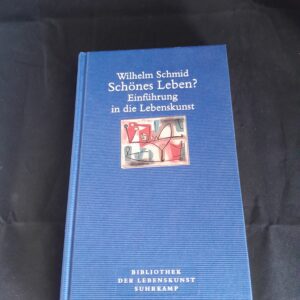 Wilhelm Schmid
Schönes Leben?
Einführung
in die Lebenskunst
BIBLIOTHEK
DER LEBENSKUNST
SUHRKAMP